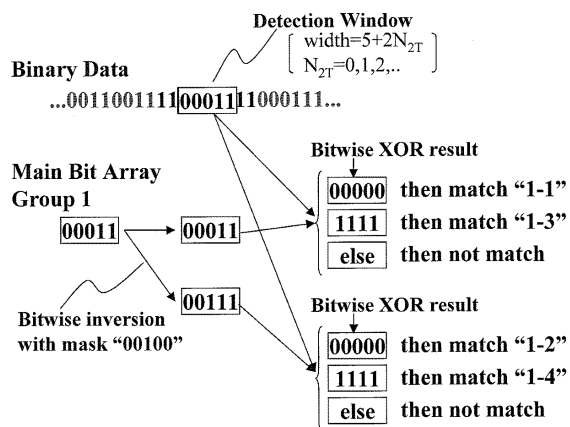 Detection Window
width=5+2N2T
N2T=0,1,2,..
Binary Data
...00110011110001111000111...
Bitwise XOR result
Main Bit Array
Group 1
00000 then match “1-1”
00011 00011 1111 then match “1-3”
else then not match
00111
Bitwise XOR result
Bitwise inversion
with mask “00100”
00000 then match “1-2”
1111 then match “1-4”
else then not match